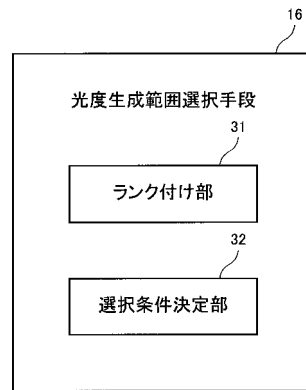 16
光度生成範囲選択手段
31
ランク付け部
32
選択条件決定部